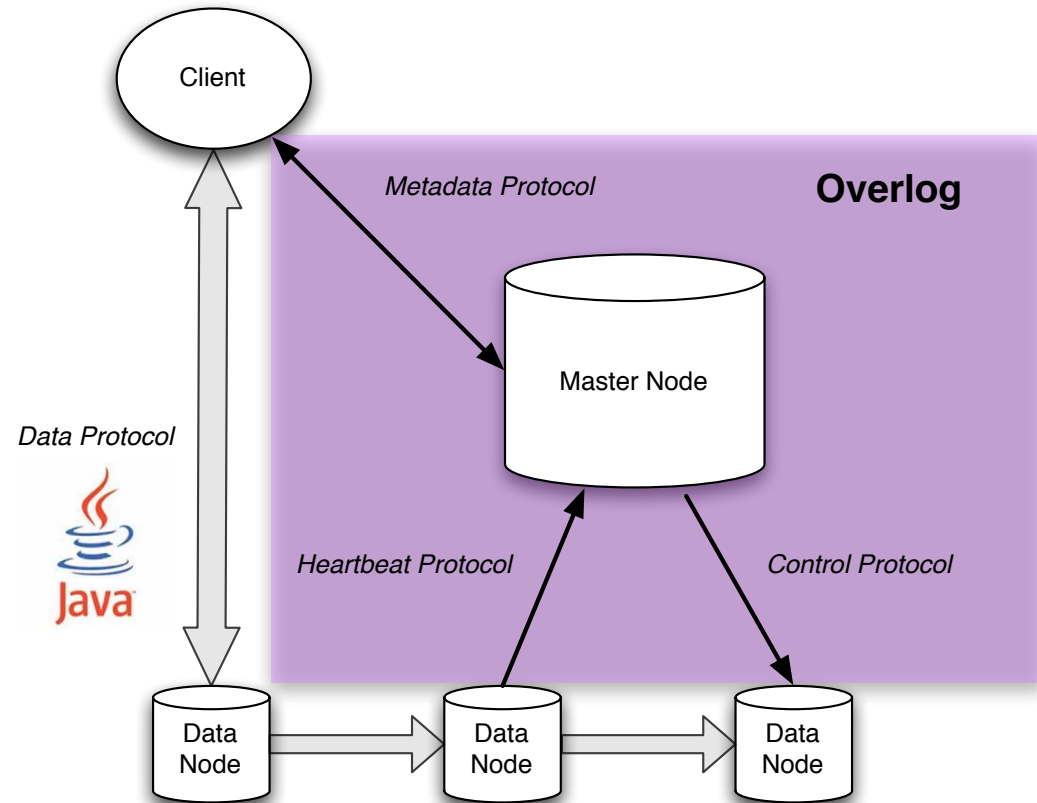 Client
Metadata Protocol
Overlog
Master Node
Data Protocol
Java
Heartbeat Protocol
Control Protocol
Data
Node
Data
Node
Data
Node